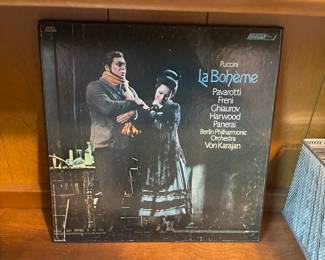 Puccini
La Bohème
Pavarotti
Freni
Ghiaurov
Harwood
Panerai
Berlin Philharmonic
Orchestra
Von Karajan